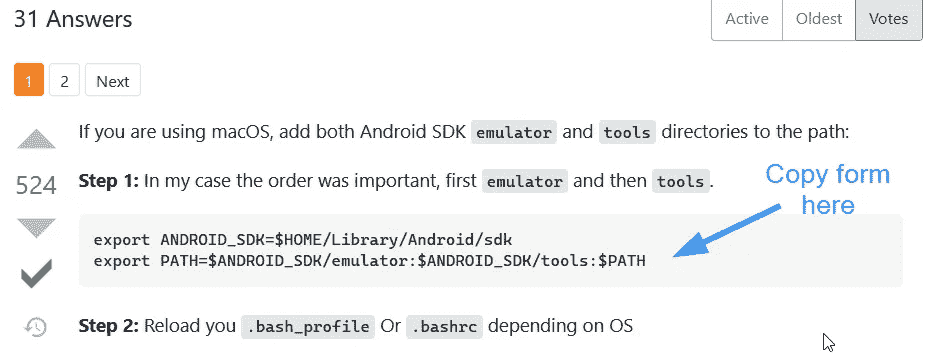 31 Answers
Active Oldest Votes
1 2 Next
If you are using macOS, add both Android SDK emulator and tools directories to the path:
524
Step 1: In my case the order was important, first emulator and then tools.
Copy form
here
export ANDROID_SDK=$HOME/Library/Android/sdk
export PATH=$ANDROID_SDK/emulator:$ANDROID_SDK/tools:$PATH
Step 2: Reload you .bash_profile Or .bashrc depending on OS